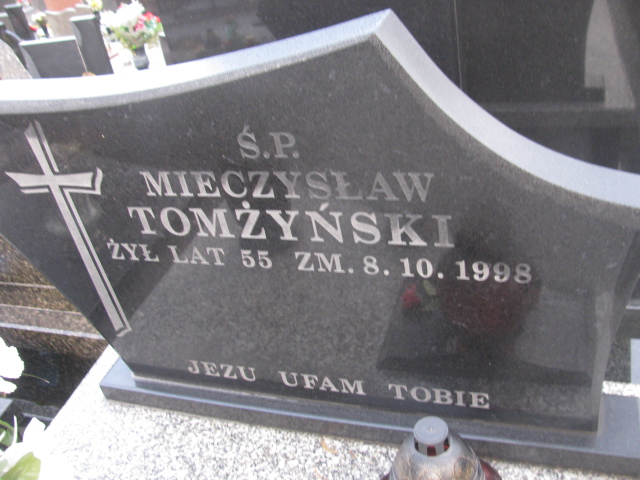 Ś.P.
MIECZYSŁAW
TOMŻYŃSKI
ŻYŁ LAT 55 ZM. 8. 10. 1998
JEZU UFAM TOBIE